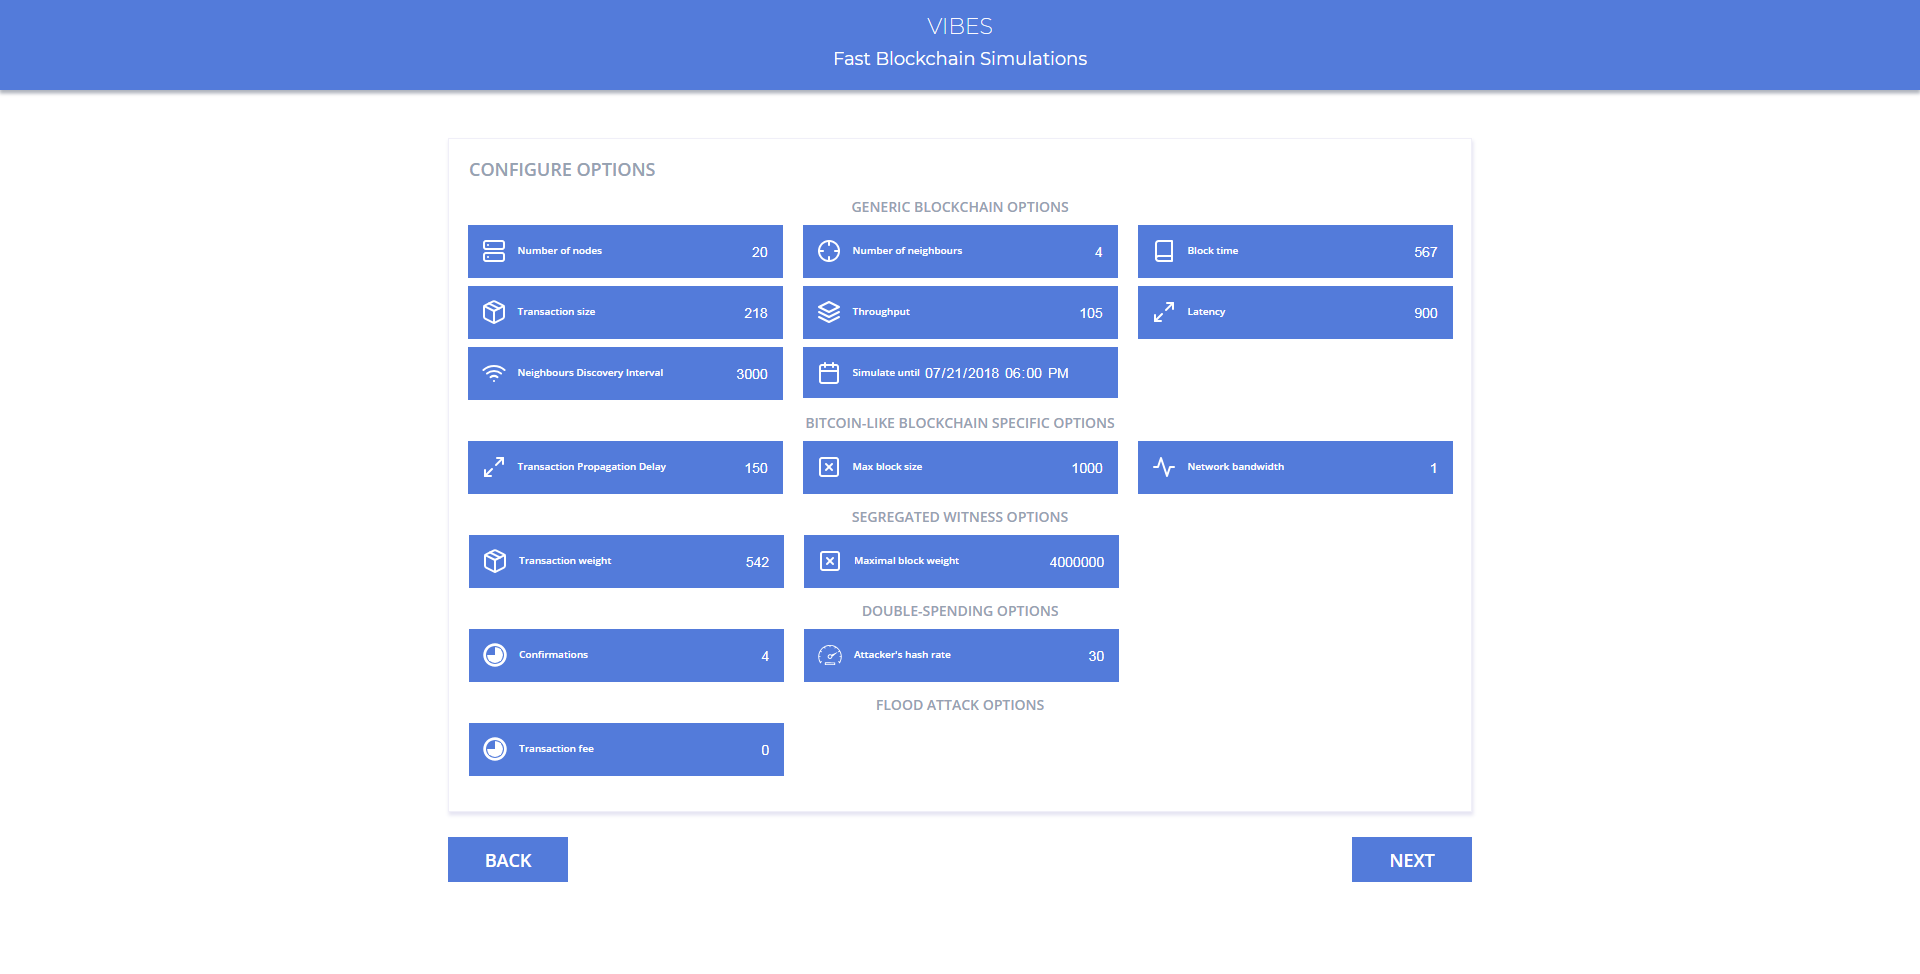 VIBES
Fast Blockchain Simulations
CONFIGURE OPTIONS
GENERIC BLOCKCHAIN OPTIONS
Number of nodes 20
Number of neighbours 4
Block time 567
Transaction size 218
Throughput 105
Latency 900
Neighbours Discovery Interval 3000
Simulate until 07/21/2018 06:00 PM
BITCOIN-LIKE BLOCKCHAIN SPECIFIC OPTIONS
Transaction Propagation Delay 150
Max block size 1000
Network bandwidth 1
SEGREGATED WITNESS OPTIONS
Transaction weight 542
Maximal block weight 4000000
DOUBLE-SPENDING OPTIONS
Confirmations 4
Attacker's hash rate 30
FLOOD ATTACK OPTIONS
Transaction fee 0
BACK
NEXT